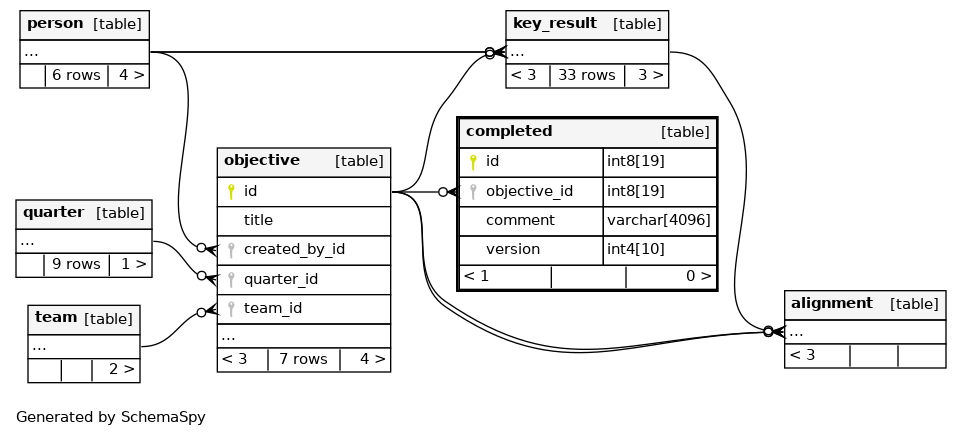 person [table]
...
6 rows 4 >
key_result [table]
...
< 3 33 rows 3 >
completed [table]
id int8[19]
objective_id int8[19]
comment varchar[4096]
version int4[10]
< 1 0 >
objective [table]
id
title
created_by_id
quarter_id
team_id
...
< 3 7 rows 4 >
quarter [table]
...
9 rows 1 >
team [table]
...
2 >
alignment [table]
...
< 3
Generated by SchemaSpy